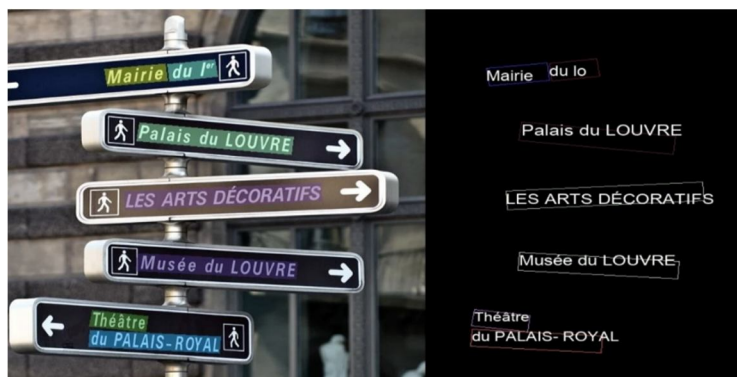 Mairie du Ier
Palais du LOUVRE
LES ARTS DÉCORATIFS
Musée du LOUVRE
Théâtre
du PALAIS-ROYAL
Mairie du lo
Palais du LOUVRE
LES ARTS DÉCORATIFS
Musée du LOUVRE
Théâtre
du PALAIS- ROYAL